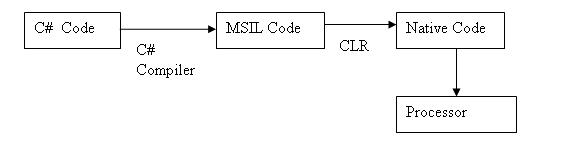 C# Code
MSIL Code
Native Code
C#
Compiler
CLR
Processor